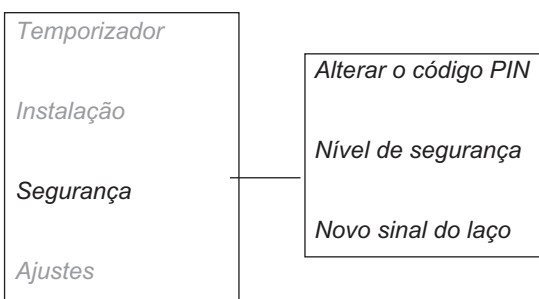 Temporizador
Instalação
Segurança
Ajustes
Alterar o código PIN
Nível de segurança
Novo sinal do laço